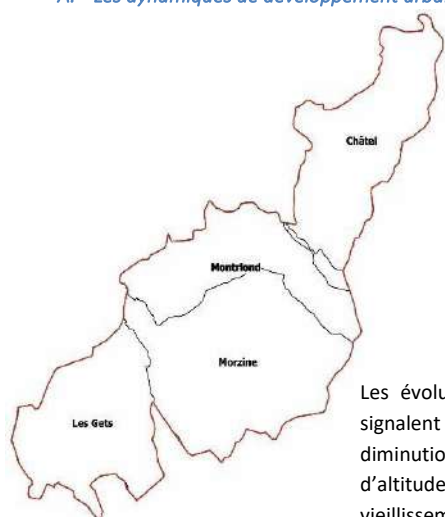 A. - Les dynamiques de développement urba
Châtel
Montriond
Morzine
Les Gets
Les évolu
signalent
diminutio
d'altitude
vieillissem